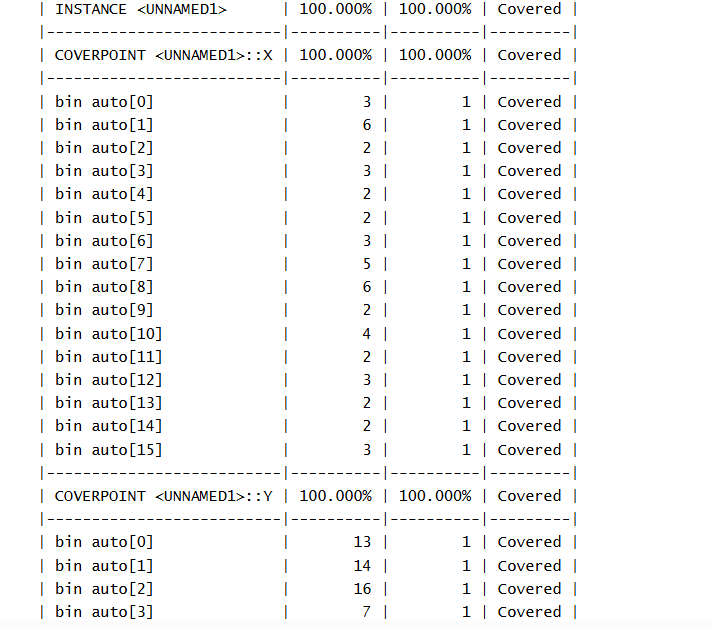 | INSTANCE <UNNAMED1>      | 100.000% | 100.000% | Covered |
|--------------------------|----------|----------|---------|
| COVERPOINT <UNNAMED1>::X | 100.000% | 100.000% | Covered |
|--------------------------|----------|----------|---------|
| bin auto[0]              |        3 |        1 | Covered |
| bin auto[1]              |        6 |        1 | Covered |
| bin auto[2]              |        2 |        1 | Covered |
| bin auto[3]              |        3 |        1 | Covered |
| bin auto[4]              |        2 |        1 | Covered |
| bin auto[5]              |        2 |        1 | Covered |
| bin auto[6]              |        3 |        1 | Covered |
| bin auto[7]              |        5 |        1 | Covered |
| bin auto[8]              |        6 |        1 | Covered |
| bin auto[9]              |        2 |        1 | Covered |
| bin auto[10]             |        4 |        1 | Covered |
| bin auto[11]             |        2 |        1 | Covered |
| bin auto[12]             |        3 |        1 | Covered |
| bin auto[13]             |        2 |        1 | Covered |
| bin auto[14]             |        2 |        1 | Covered |
| bin auto[15]             |        3 |        1 | Covered |
|--------------------------|----------|----------|---------|
| COVERPOINT <UNNAMED1>::Y | 100.000% | 100.000% | Covered |
|--------------------------|----------|----------|---------|
| bin auto[0]              |       13 |        1 | Covered |
| bin auto[1]              |       14 |        1 | Covered |
| bin auto[2]              |       16 |        1 | Covered |
| bin auto[3]              |        7 |        1 | Covered |